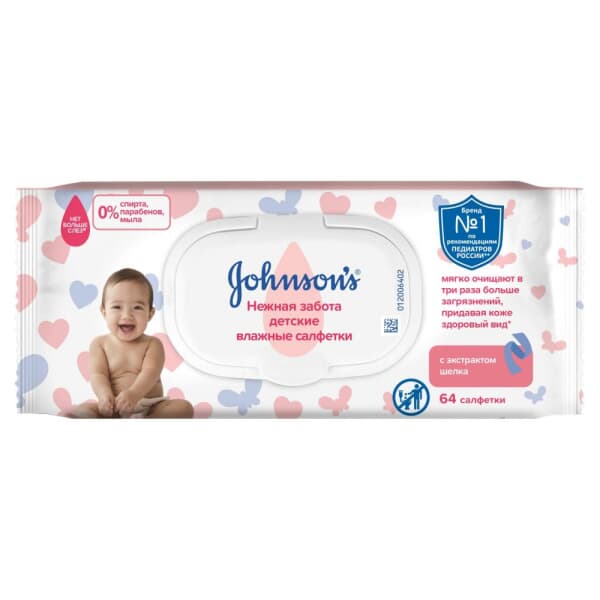 НЕТ
БОЛЬШЕ
СЛЕЗ*
0%
спирта,
парабенов,
мыла
Johnson's®
Нежная забота
детские
влажные салфетки
012006402
Бренд
№1
по
рекомендациям
ПЕДИАТРОВ
РОССИИ**
мягко очищают в
три раза больше
загрязнений,
придавая коже
здоровый вид*
с экстрактом
шелка
64 салфетки